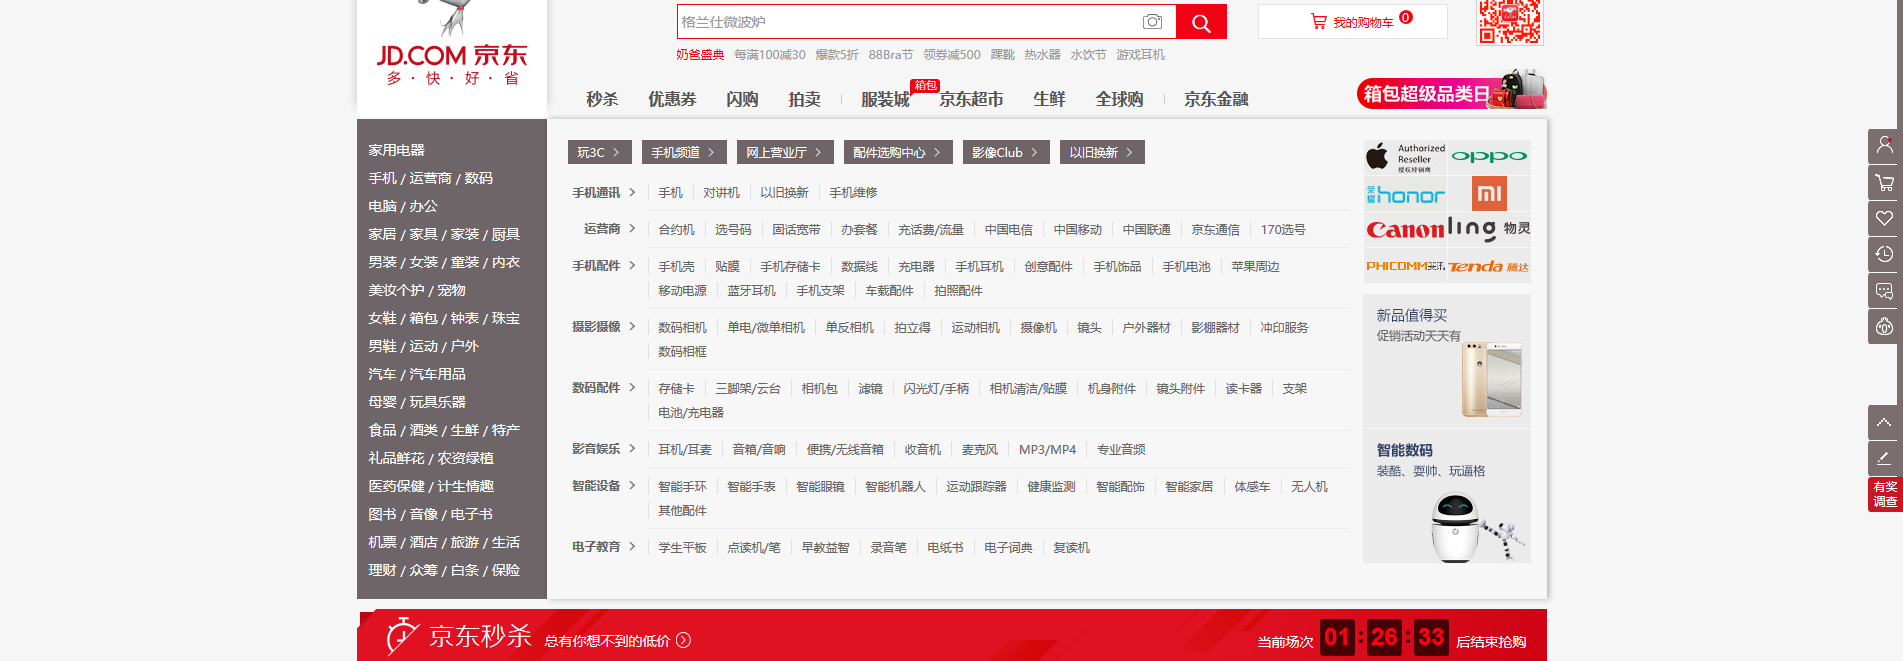 格兰仕微波炉
我的购物车 0
JD.COM 京东
多·快·好·省
奶爸盛典 每满100减30 爆款5折 88Bra节 领券减500 踝靴 热水器 水饮节 游戏耳机
箱包
秒杀 优惠券 闪购 拍卖 服装城 京东超市 生鲜 全球购 京东金融
箱包超级品类日
家用电器
手机 / 运营商 / 数码
电脑 / 办公
家居 / 家具 / 家装 / 厨具
男装 / 女装 / 童装 / 内衣
美妆个护 / 宠物
女鞋 / 箱包 / 钟表 / 珠宝
男鞋 / 运动 / 户外
汽车 / 汽车用品
母婴 / 玩具乐器
食品 / 酒类 / 生鲜 / 特产
礼品鲜花 / 农资绿植
医药保健 / 计生情趣
图书 / 音像 / 电子书
机票 / 酒店 / 旅游 / 生活
理财 / 众筹 / 白条 / 保险
玩3C 手机频道 网上营业厅 配件选购中心 影像Club 以旧换新
手机通讯 手机 对讲机 以旧换新 手机维修
运营商 合约机 选号码 固话宽带 办套餐 充话费/流量 中国电信 中国移动 中国联通 京东通信 170选号
手机配件 手机壳 贴膜 手机存储卡 数据线 充电器 手机耳机 创意配件 手机饰品 手机电池 苹果周边
移动电源 蓝牙耳机 手机支架 车载配件 拍照配件
摄影摄像 数码相机 单电/微单相机 单反相机 拍立得 运动相机 摄像机 镜头 户外器材 影棚器材 冲印服务
数码相框
数码配件 存储卡 三脚架/云台 相机包 滤镜 闪光灯/手柄 相机清洁/贴膜 机身附件 镜头附件 读卡器 支架
电池/充电器
影音娱乐 耳机/耳麦 音箱/音响 便携/无线音箱 收音机 麦克风 MP3/MP4 专业音频
智能设备 智能手环 智能手表 智能眼镜 智能机器人 运动跟踪器 健康监测 智能配饰 智能家居 体感车 无人机
其他配件
电子教育 学生平板 点读机/笔 早教益智 录音笔 电纸书 电子词典 复读机
Authorized
Reseller
授权经销商
oppo
荣耀 honor
mi
Canon
ling 物灵
PHICOMM 斐讯
Tenda 腾达
新品值得买
促销活动天天有
智能数码
装酷、耍帅、玩逼格
有奖
调查
京东秒杀 总有你想不到的低价
当前场次 01 : 26 : 33 后结束抢购